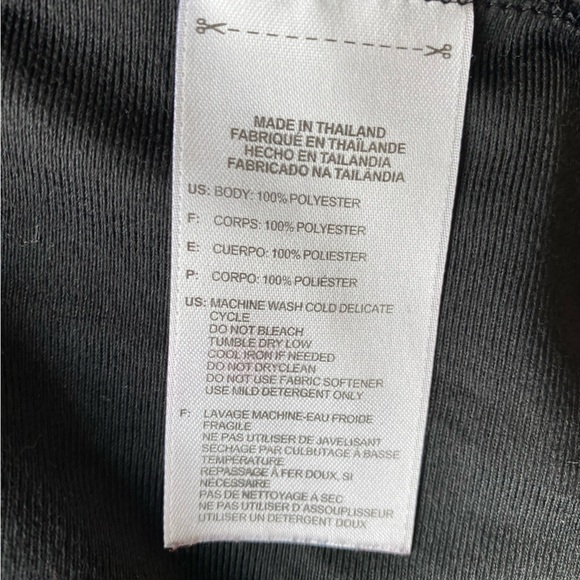 MADE IN THAILAND
FABRIQUÉ EN THAÏLANDE
HECHO EN TAILANDIA
FABRICADO NA TAILÂNDIA
US: BODY: 100% POLYESTER
F: CORPS: 100% POLYESTER
E: CUERPO: 100% POLIESTER
P: CORPO: 100% POLIÉSTER
US: MACHINE WASH COLD DELICATE
CYCLE
DO NOT BLEACH
TUMBLE DRY LOW
COOL IRON IF NEEDED
DO NOT DRYCLEAN
DO NOT USE FABRIC SOFTENER
USE MILD DETERGENT ONLY
F: LAVAGE MACHINE-EAU FROIDE
FRAGILE
NE PAS UTILISER DE JAVELISANT
SÉCHAGE PAR CULBUTAGE À BASSE
TEMPÉRATURE
REPASSAGE À FER DOUX, SI
NÉCESSAIRE
PAS DE NETTOYAGE À SEC
NE PAS UTILISER D'ASSOUPLISSEUR
UTILISER UN DETERGENT DOUX